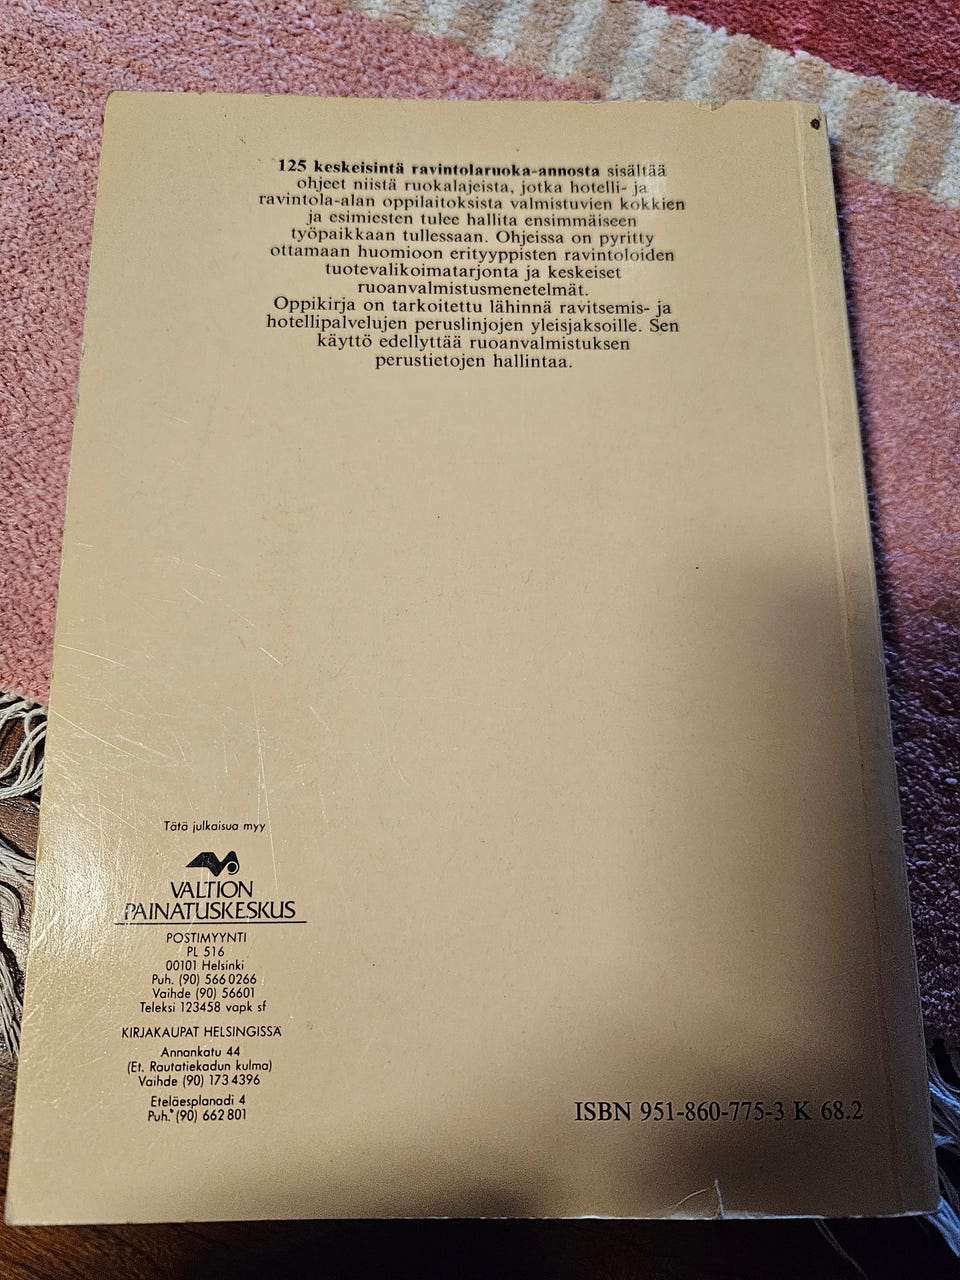 125 keskeisintä ravintolaruoka-annosta sisältää
ohjeet niistä ruokalajeista, jotka hotelli- ja
ravintola-alan oppilaitoksista valmistuvien kokkien
ja esimiesten tulee hallita ensimmäiseen
työpaikkaan tullessaan. Ohjeissa on pyritty
ottamaan huomioon erityyppisten ravintoloiden
tuotevalikoimatarjonta ja keskeiset
ruoanvalmistusmenetelmät.
Oppikirja on tarkoitettu lähinnä ravitsemis- ja
hotellipalvelujen peruslinjojen yleisjaksoille. Sen
käyttö edellyttää ruoanvalmistuksen
perustietojen hallintaa.
Tätä julkaisua myy
VALTION
PAINATUSKESKUS
POSTIMYYNTI
PL 516
00101 Helsinki
Puh. (90) 566 0266
Vaihde (90) 56601
Teleksi 123458 vapk sf
KIRJAKAUPAT HELSINGISSÄ
Annankatu 44
(Et. Rautatiekadun kulma)
Vaihde (90) 173 4396
Eteläesplanadi 4
Puh. (90) 662 801
ISBN 951-860-775-3 K 68.2